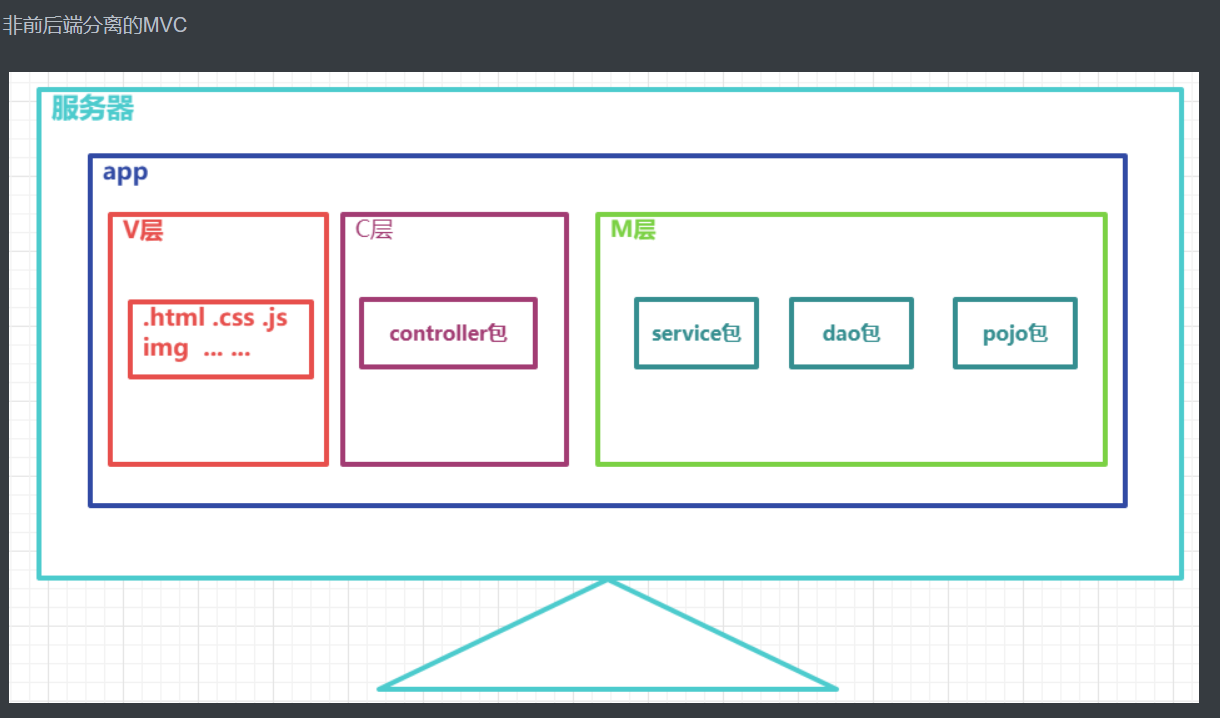 非前后端分离的MVC
服务器
app
V层
C层
M层
.html .css .js
img ... ...
controller包
service包
dao包
pojo包